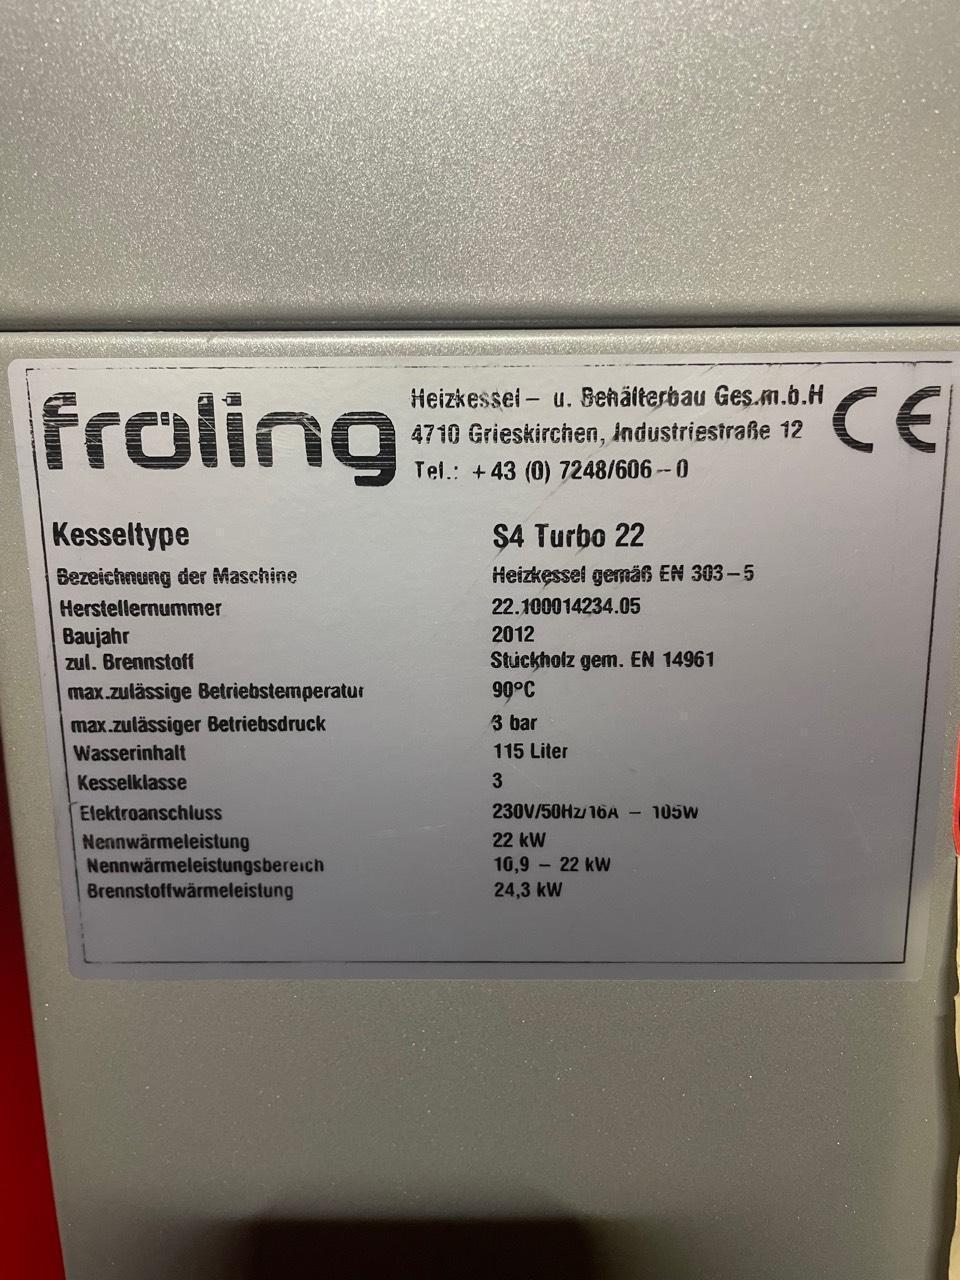 fröling
Heizkessel – u. Behälterbau Ges.m.b.H
4710 Grieskirchen, Industriestraße 12
Tel.: +43 (0) 7248/606 – 0
CE
Kesseltype S4 Turbo 22
Bezeichnung der Maschine Heizkessel gemäß EN 303–5
Herstellernummer 22.100014234.05
Baujahr 2012
zul. Brennstoff Stückholz gem. EN 14961
max.zulässige Betriebstemperatur 90°C
max.zulässiger Betriebsdruck 3 bar
Wasserinhalt 115 Liter
Kesselklasse 3
Elektroanschluss 230V/50Hz/16A – 105W
Nennwärmeleistung 22 kW
Nennwärmeleistungsbereich 10,9 – 22 kW
Brennstoffwärmeleistung 24,3 kW